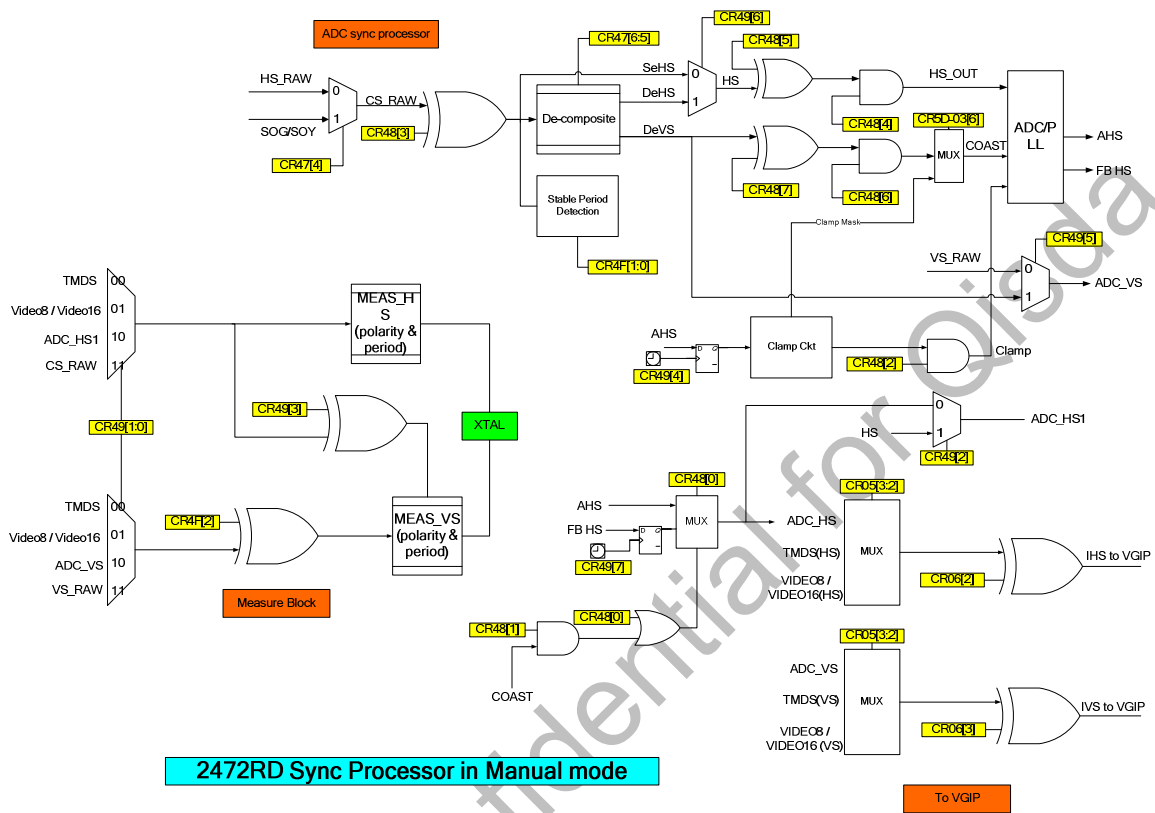 ADC sync processor
CR47[6:5]
CR49[6]
CR48[5]
HS_RAW
0
1
SOG/SOY
CS_RAW
CR48[3]
CR47[4]
SeHS
DeHS
De-composite
DeVS
0
1
HS
CR48[4]
HS_OUT
CR5D-03[6]
MUX
COAST
ADC/P
LL
AHS
FB HS
CR48[7]
CR48[6]
Stable Period
Detection
CR4F[1:0]
Clamp Mask
VS_RAW
CR49[5]
0
1
ADC_VS
TMDS
00
Video8 / Video16
01
ADC_HS1
10
CS_RAW
11
MEAS_H
S
(polarity &
period)
AHS
D
Q
CR49[4]
Clamp Ckt
CR48[2]
Clamp
CR49[3]
CR49[1:0]
XTAL
0
HS
1
CR49[2]
ADC_HS1
TMDS
00
Video8 / Video16
01
ADC_VS
10
VS_RAW
11
CR4F[2]
MEAS_VS
(polarity &
period)
Measure Block
CR48[0]
AHS
FB HS
D
Q
CR49[7]
MUX
CR48[1]
CR48[0]
COAST
CR05[3:2]
ADC_HS
TMDS(HS)
VIDEO8 /
VIDEO16(HS)
MUX
CR06[2]
IHS to VGIP
CR05[3:2]
ADC_VS
TMDS(VS)
VIDEO8 /
VIDEO16 (VS)
MUX
CR06[3]
IVS to VGIP
2472RD Sync Processor in Manual mode
To VGIP
fidential for Qisda